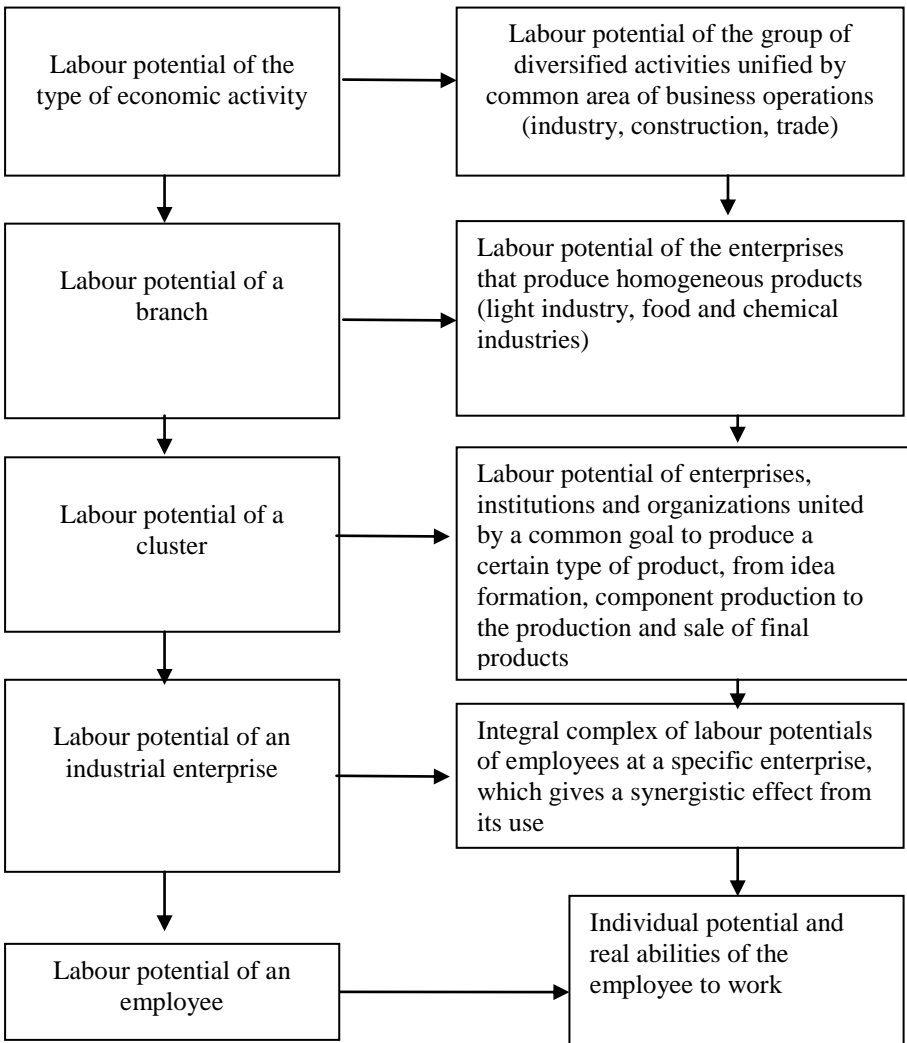 Labour potential of the
type of economic activity
Labour potential of the group of
diversified activities unified by
common area of business operations
(industry, construction, trade)
Labour potential of a
branch
Labour potential of the enterprises
that produce homogeneous products
(light industry, food and chemical
industries)
Labour potential of a
cluster
Labour potential of enterprises,
institutions and organizations united
by a common goal to produce a
certain type of product, from idea
formation, component production to
the production and sale of final
products
Labour potential of an
industrial enterprise
Integral complex of labour potentials
of employees at a specific enterprise,
which gives a synergistic effect from
its use
Labour potential of an
employee
Individual potential and
real abilities of the
employee to work